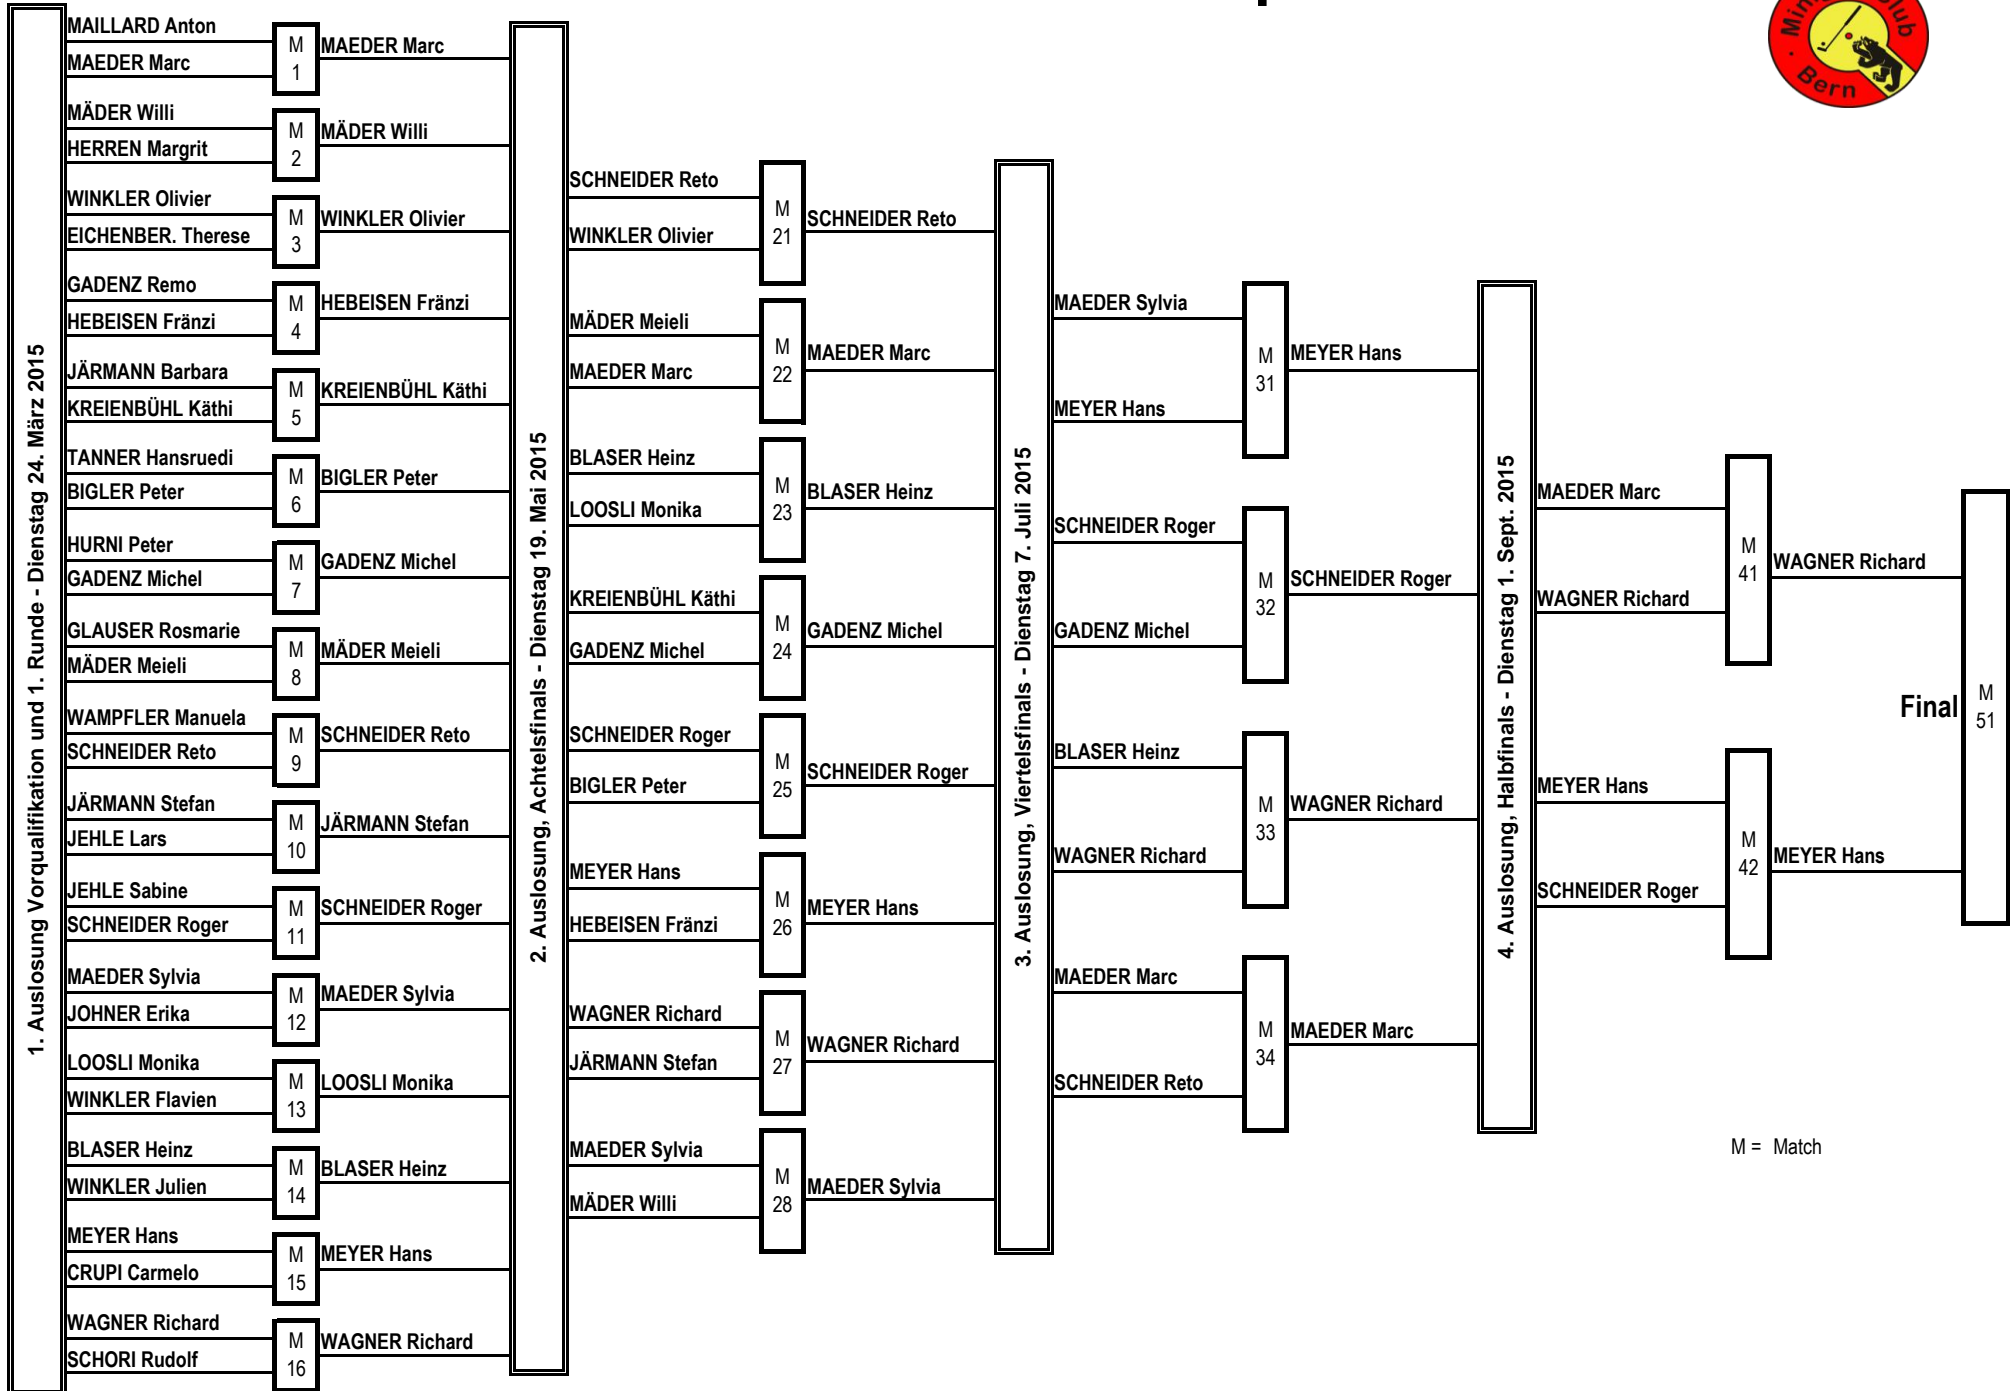 1. Auslosung Vorqualifikation und 1. Runde - Dienstag 24. März 2015
MAILLARD Anton
MAEDER Marc
M
1
MAEDER Marc
MÄDER Willi
HERREN Margrit
M
2
MÄDER Willi
WINKLER Olivier
EICHENBER. Therese
M
3
WINKLER Olivier
GADENZ Remo
HEBEISEN Fränzi
M
4
HEBEISEN Fränzi
JÄRMANN Barbara
KREIENBÜHL Käthi
M
5
KREIENBÜHL Käthi
TANNER Hansruedi
BIGLER Peter
M
6
BIGLER Peter
HURNI Peter
GADENZ Michel
M
7
GADENZ Michel
GLAUSER Rosmarie
MÄDER Meieli
M
8
MÄDER Meieli
WAMPFLER Manuela
SCHNEIDER Reto
M
9
SCHNEIDER Reto
JÄRMANN Stefan
JEHLE Lars
M
10
JÄRMANN Stefan
JEHLE Sabine
SCHNEIDER Roger
M
11
SCHNEIDER Roger
MAEDER Sylvia
JOHNER Erika
M
12
MAEDER Sylvia
LOOSLI Monika
WINKLER Flavien
M
13
LOOSLI Monika
BLASER Heinz
WINKLER Julien
M
14
BLASER Heinz
MEYER Hans
CRUPI Carmelo
M
15
MEYER Hans
WAGNER Richard
SCHORI Rudolf
M
16
WAGNER Richard
2. Auslosung, Achtelsfinals - Dienstag 19. Mai 2015
SCHNEIDER Reto
WINKLER Olivier
M
21
SCHNEIDER Reto
MÄDER Meieli
MAEDER Marc
M
22
MAEDER Marc
BLASER Heinz
LOOSLI Monika
M
23
BLASER Heinz
KREIENBÜHL Käthi
GADENZ Michel
M
24
GADENZ Michel
SCHNEIDER Roger
BIGLER Peter
M
25
SCHNEIDER Roger
MEYER Hans
HEBEISEN Fränzi
M
26
MEYER Hans
WAGNER Richard
JÄRMANN Stefan
M
27
WAGNER Richard
MAEDER Sylvia
MÄDER Willi
M
28
MAEDER Sylvia
3. Auslosung, Viertelsfinals - Dienstag 7. Juli 2015
MAEDER Sylvia
MEYER Hans
M
31
MEYER Hans
SCHNEIDER Roger
GADENZ Michel
M
32
SCHNEIDER Roger
BLASER Heinz
WAGNER Richard
M
33
WAGNER Richard
MAEDER Marc
SCHNEIDER Reto
M
34
MAEDER Marc
4. Auslosung, Halbfinals - Dienstag 1. Sept. 2015
MAEDER Marc
WAGNER Richard
M
41
WAGNER Richard
MEYER Hans
SCHNEIDER Roger
M
42
MEYER Hans
Final
M
51
M = Match
Bern